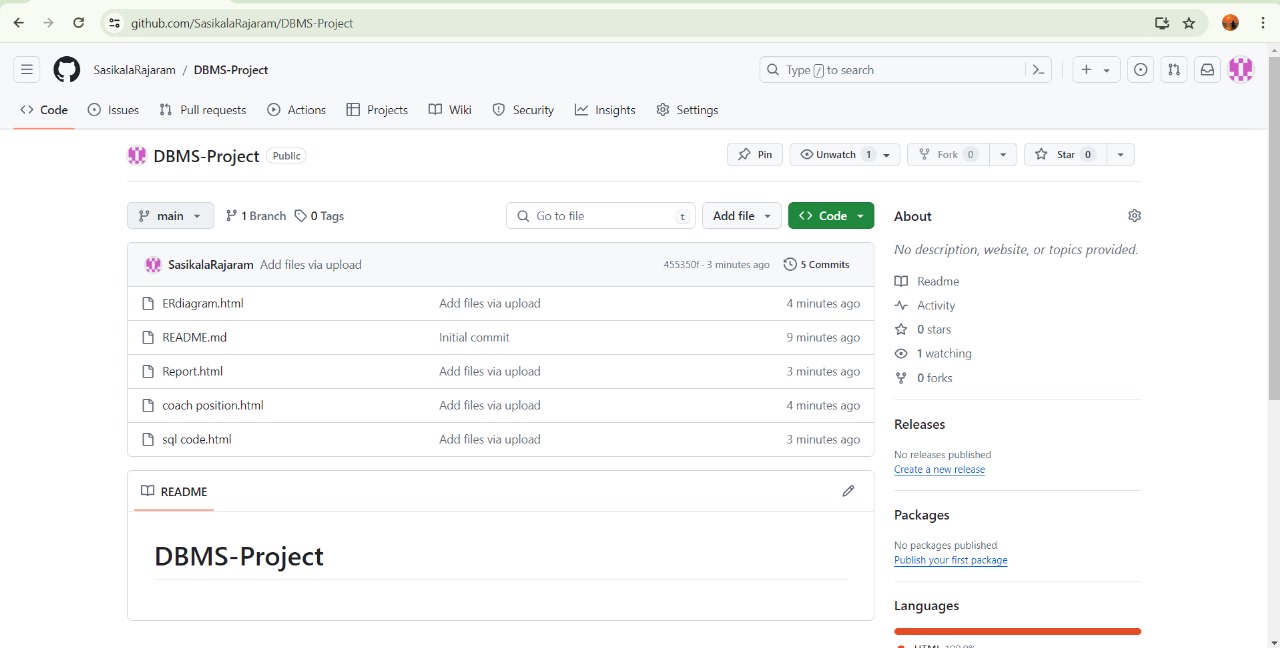 github.com/SasikalaRajaram/DBMS-Project
SasikalaRajaram / DBMS-Project
Type / to search
Code Issues Pull requests Actions Projects Wiki Security Insights Settings
DBMS-Project Public
Pin Unwatch 1 Fork 0 Star 0
main 1 Branch 0 Tags Go to file t Add file Code
SasikalaRajaram Add files via upload 455350f · 3 minutes ago 5 Commits
ERdiagram.html Add files via upload 4 minutes ago
README.md Initial commit 9 minutes ago
Report.html Add files via upload 3 minutes ago
coach position.html Add files via upload 4 minutes ago
sql code.html Add files via upload 3 minutes ago
README
DBMS-Project
About
No description, website, or topics provided.
Readme
Activity
0 stars
1 watching
0 forks
Releases
No releases published
Create a new release
Packages
No packages published
Publish your first package
Languages